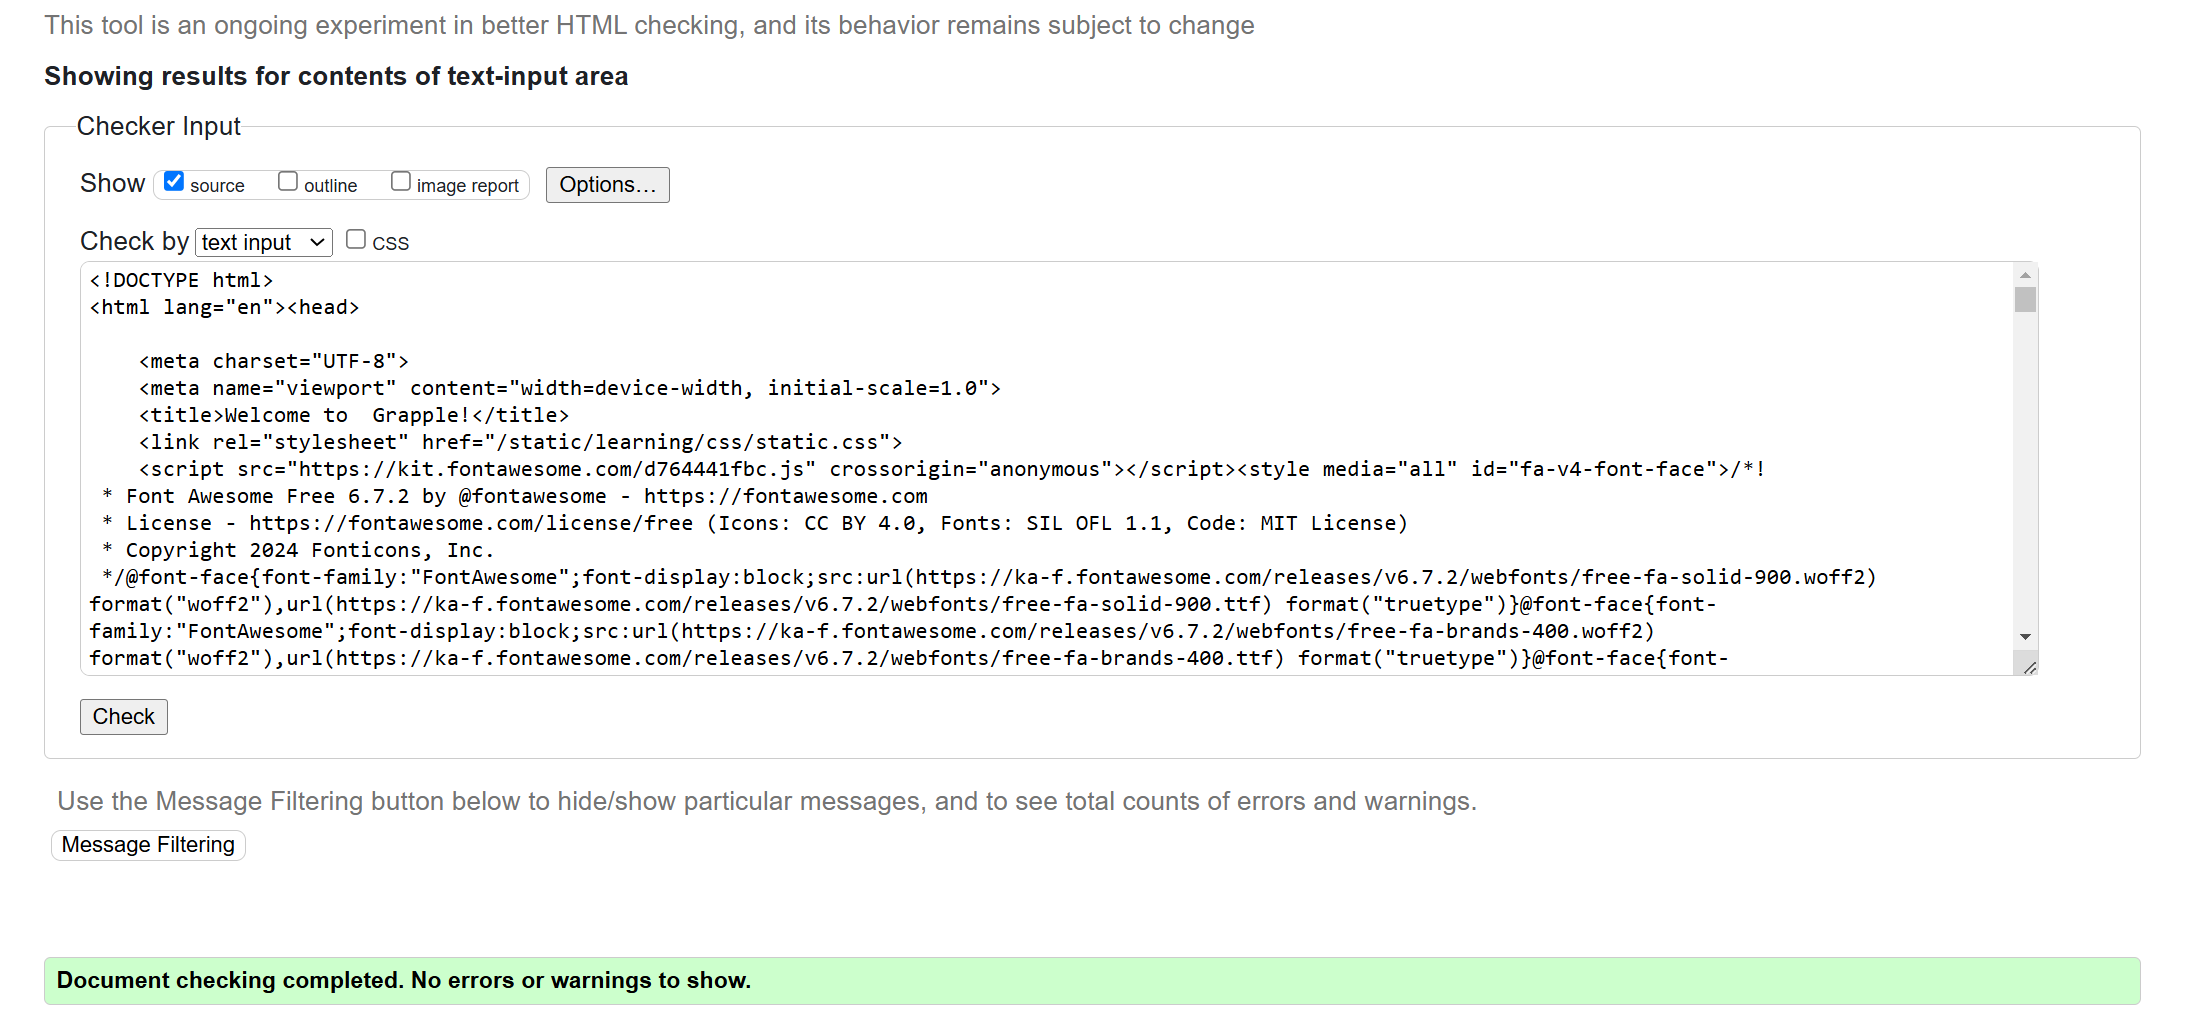 This tool is an ongoing experiment in better HTML checking, and its behavior remains subject to change
Showing results for contents of text-input area
Checker Input
Show source outline image report Options...
Check by text input CSS
<!DOCTYPE html>
<html lang="en"><head>
<meta charset="UTF-8">
<meta name="viewport" content="width=device-width, initial-scale=1.0">
<title>Welcome to  Grapple!</title>
<link rel="stylesheet" href="/static/learning/css/static.css">
<script src="https://kit.fontawesome.com/d764441fbc.js" crossorigin="anonymous"></script><style media="all" id="fa-v4-font-face">/*!
* Font Awesome Free 6.7.2 by @fontawesome - https://fontawesome.com
* License - https://fontawesome.com/license/free (Icons: CC BY 4.0, Fonts: SIL OFL 1.1, Code: MIT License)
* Copyright 2024 Fonticons, Inc.
*/@font-face{font-family:"FontAwesome";font-display:block;src:url(https://ka-f.fontawesome.com/releases/v6.7.2/webfonts/free-fa-solid-900.woff2)
format("woff2"),url(https://ka-f.fontawesome.com/releases/v6.7.2/webfonts/free-fa-solid-900.ttf) format("truetype")}@font-face{font-
family:"FontAwesome";font-display:block;src:url(https://ka-f.fontawesome.com/releases/v6.7.2/webfonts/free-fa-brands-400.woff2)
format("woff2"),url(https://ka-f.fontawesome.com/releases/v6.7.2/webfonts/free-fa-brands-400.ttf) format("truetype")}@font-face{font-
Check
Use the Message Filtering button below to hide/show particular messages, and to see total counts of errors and warnings.
Message Filtering
Document checking completed. No errors or warnings to show.